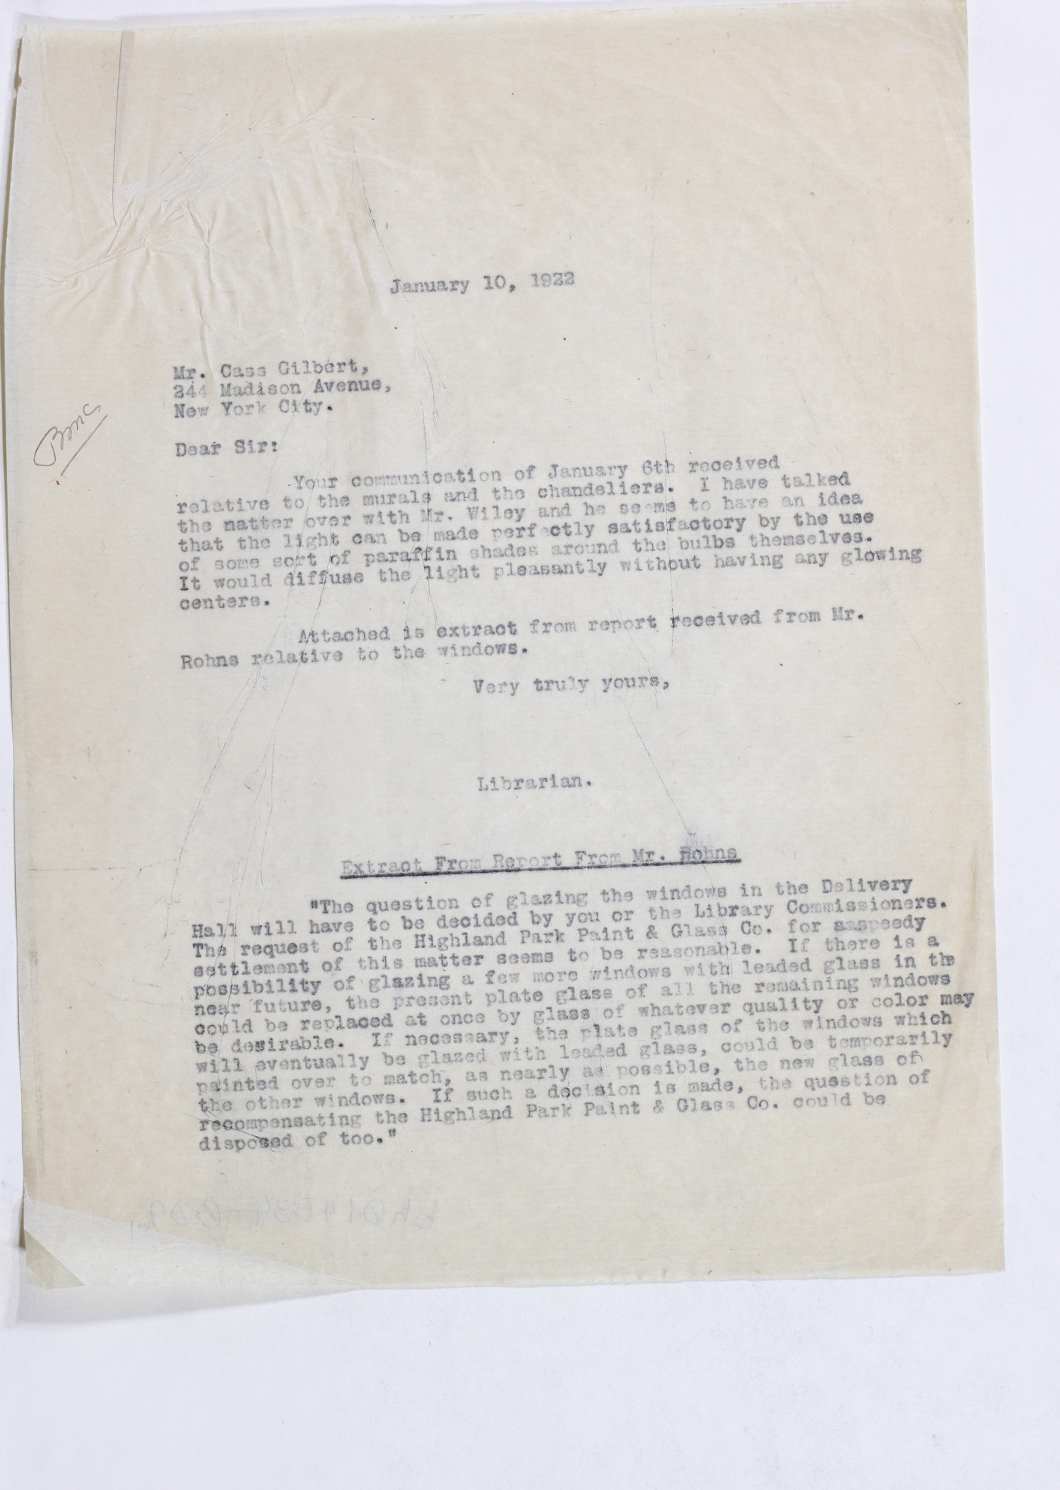 January 10, 1922
Mr. Cass Gilbert,
244 Madison Avenue,
New York City.
BMC
Dear Sir:
Your communication of January 6th received
relative to the murals and the chandeliers. I have talked
the matter over with Mr. Wiley and he seems to have an idea
that the light can be made perfectly satisfactory by the use
of some sort of paraffin shades around the bulbs themselves.
It would diffuse the light pleasantly without having any glowing
centers.
Attached is extract from report received from Mr.
Rohns relative to the windows.
Very truly yours,
Librarian.
Extract From Report From Mr. Rohns
"The question of glazing the windows in the Delivery
Hall will have to be decided by you or the Library Commissioners.
The request of the Highland Park Paint & Glass Co. for aaspeedy
settlement of this matter seems to be reasonable. If there is a
possibility of glazing a few more windows with leaded glass in the
near future, the present plate glass of all the remaining windows
could be replaced at once by glass of whatever quality or color may
be desirable. If necessary, the plate glass of the windows which
will eventually be glazed with leaded glass, could be temporarily
painted over to match, as nearly as possible, the new glass of
the other windows. If such a decision is made, the question of
recompensating the Highland Park Paint & Glass Co. could be
disposed of too."